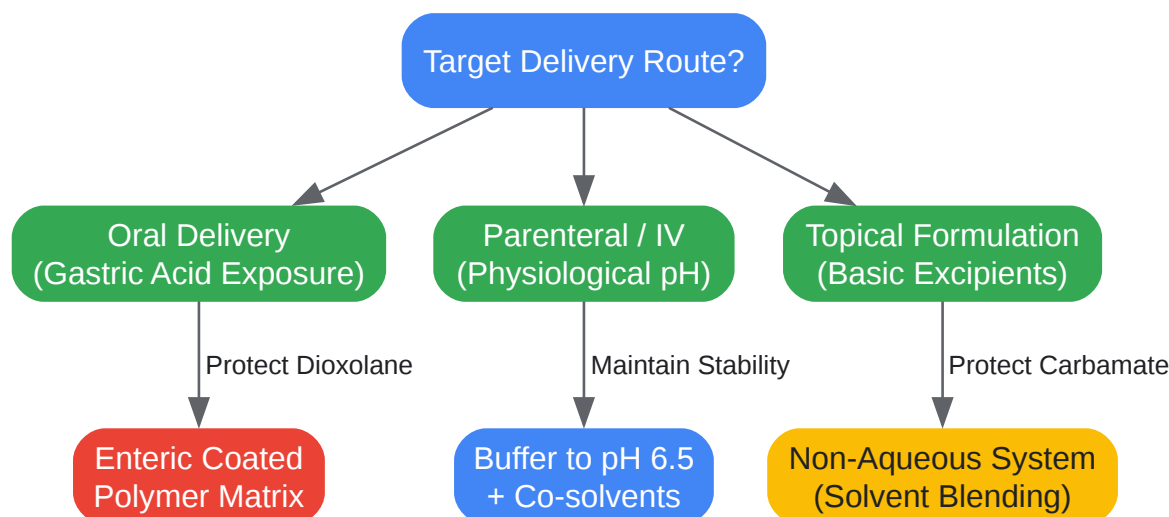 Target Delivery Route?
Oral Delivery
(Gastric Acid Exposure)
Parenteral / IV
(Physiological pH)
Topical Formulation
(Basic Excipients)
Protect Dioxolane
Maintain Stability
Protect Carbamate
Enteric Coated
Polymer Matrix
Buffer to pH 6.5
+ Co-solvents
Non-Aqueous System
(Solvent Blending)